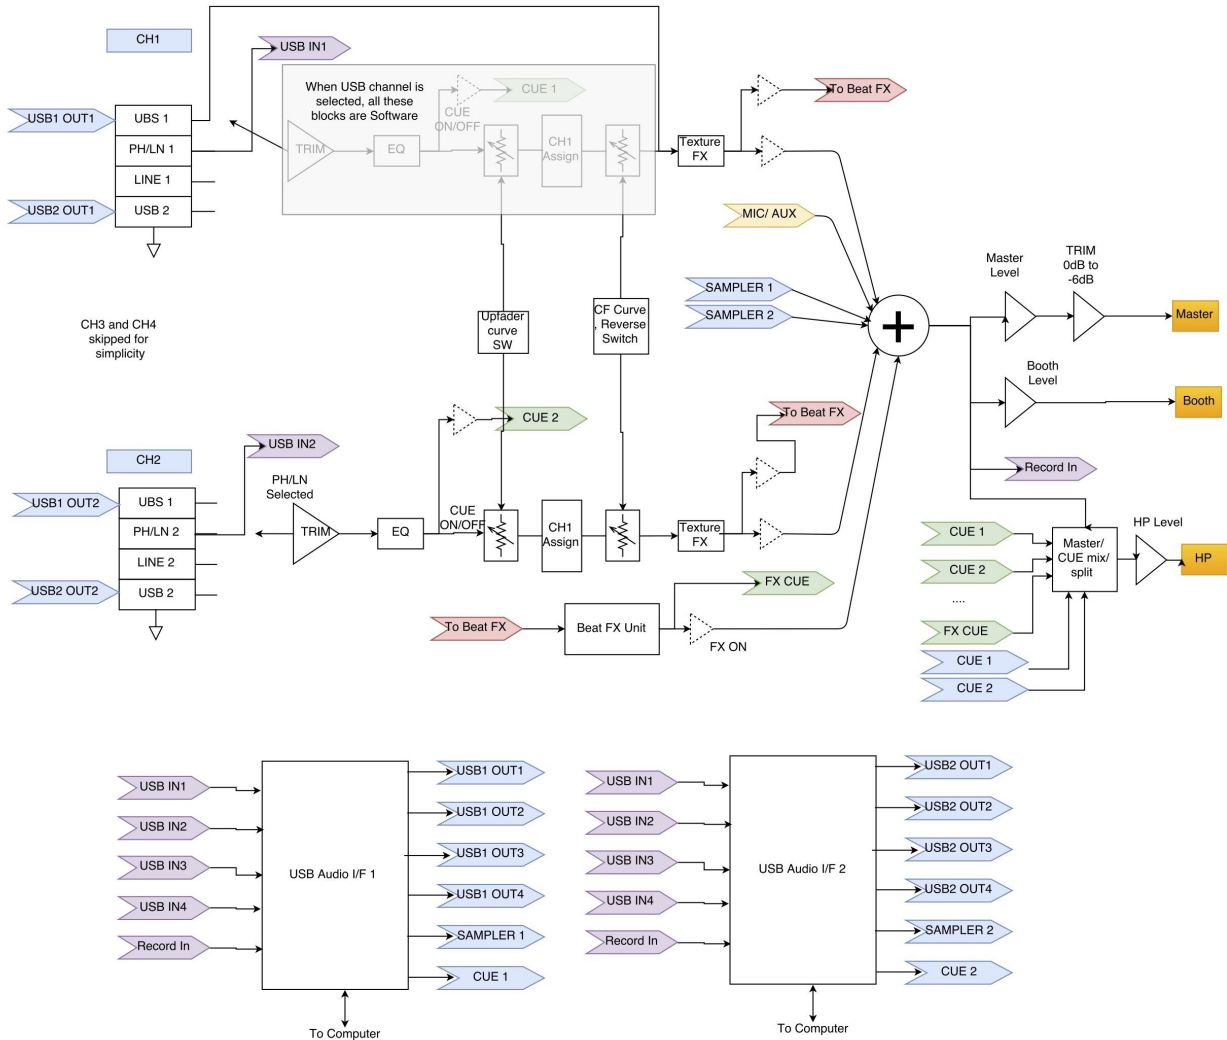 CH1
USB IN1
USB1 OUT1
UBS 1
PH/LN 1
LINE 1
USB2 OUT1
USB 2
When USB channel is
selected, all these
blocks are Software
CUE 1
CUE
ON/OFF
TRIM
EQ
CH1
Assign
Texture
FX
To Beat FX
MIC/ AUX
SAMPLER 1
SAMPLER 2
Master
Level
TRIM
0dB to
-6dB
Master
Booth
Level
Booth
Record In
CH3 and CH4
skipped for
simplicity
Upfader
curve
SW
CF Curve
, Reverse
Switch
CUE 2
To Beat FX
CH2
USB IN2
USB1 OUT2
UBS 1
PH/LN 2
LINE 2
USB2 OUT2
USB 2
PH/LN
Selected
TRIM
EQ
CUE
ON/OFF
CH1
Assign
Texture
FX
FX CUE
To Beat FX
Beat FX Unit
FX ON
CUE 1
CUE 2
....
FX CUE
CUE 1
CUE 2
Master/
CUE mix/
split
HP Level
HP
USB IN1
USB IN2
USB IN3
USB IN4
Record In
USB Audio I/F 1
USB1 OUT1
USB1 OUT2
USB1 OUT3
USB1 OUT4
SAMPLER 1
CUE 1
To Computer
USB IN1
USB IN2
USB IN3
USB IN4
Record In
USB Audio I/F 2
USB2 OUT1
USB2 OUT2
USB2 OUT3
USB2 OUT4
SAMPLER 2
CUE 2
To Computer